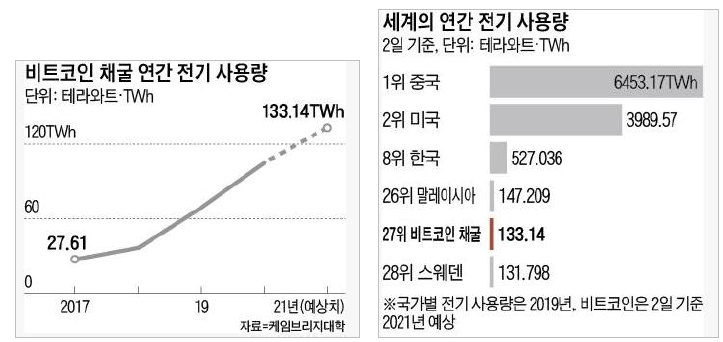 비트코인 채굴 연간 전기 사용량
단위: 테라와트·TWh
133.14TWh
120TWh
60
27.61
0
2017 19 21년(예상치)
자료=케임브리지대학
세계의 연간 전기 사용량
2일 기준, 단위: 테라와트·TWh
1위 중국 6453.17TWh
2위 미국 3989.57
8위 한국 527.036
26위 말레이시아 147.209
27위 비트코인 채굴 133.14
28위 스웨덴 131.798
※국가별 전기 사용량은 2019년, 비트코인은 2일 기준
2021년 예상